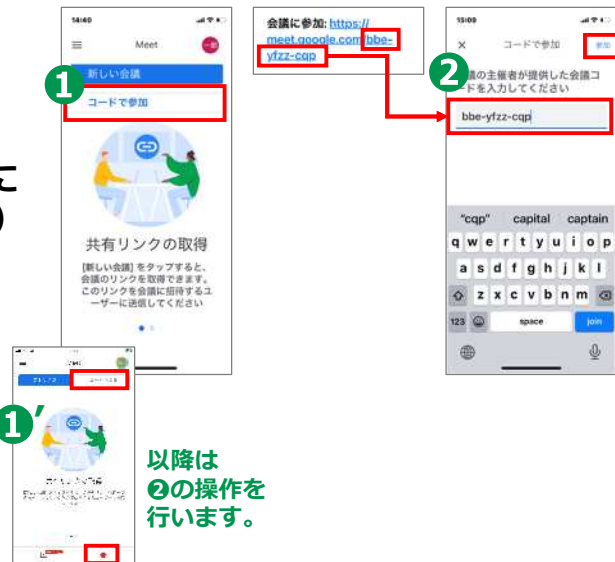 14:40
Meet
新しい会議
1
コードで参加
共有リンクの取得
[新しい会議] をタップすると、
会議のリンクを取得できます。
このリンクを会議に招待するユ
ーザーに送信してください
会議に参加: https://
meet.google.com/bbe-
yfzz-cqp
15:09
コードで参加
参加
2
議の主催者が提供した会議コ
ードを入力してください
bbe-yfzz-cqp
"cqp" capital captain
q w e r t y u i o p
a s d f g h j k l
z x c v b n m
123 space join
に
)
1′
以降は
❷の操作を
行います。